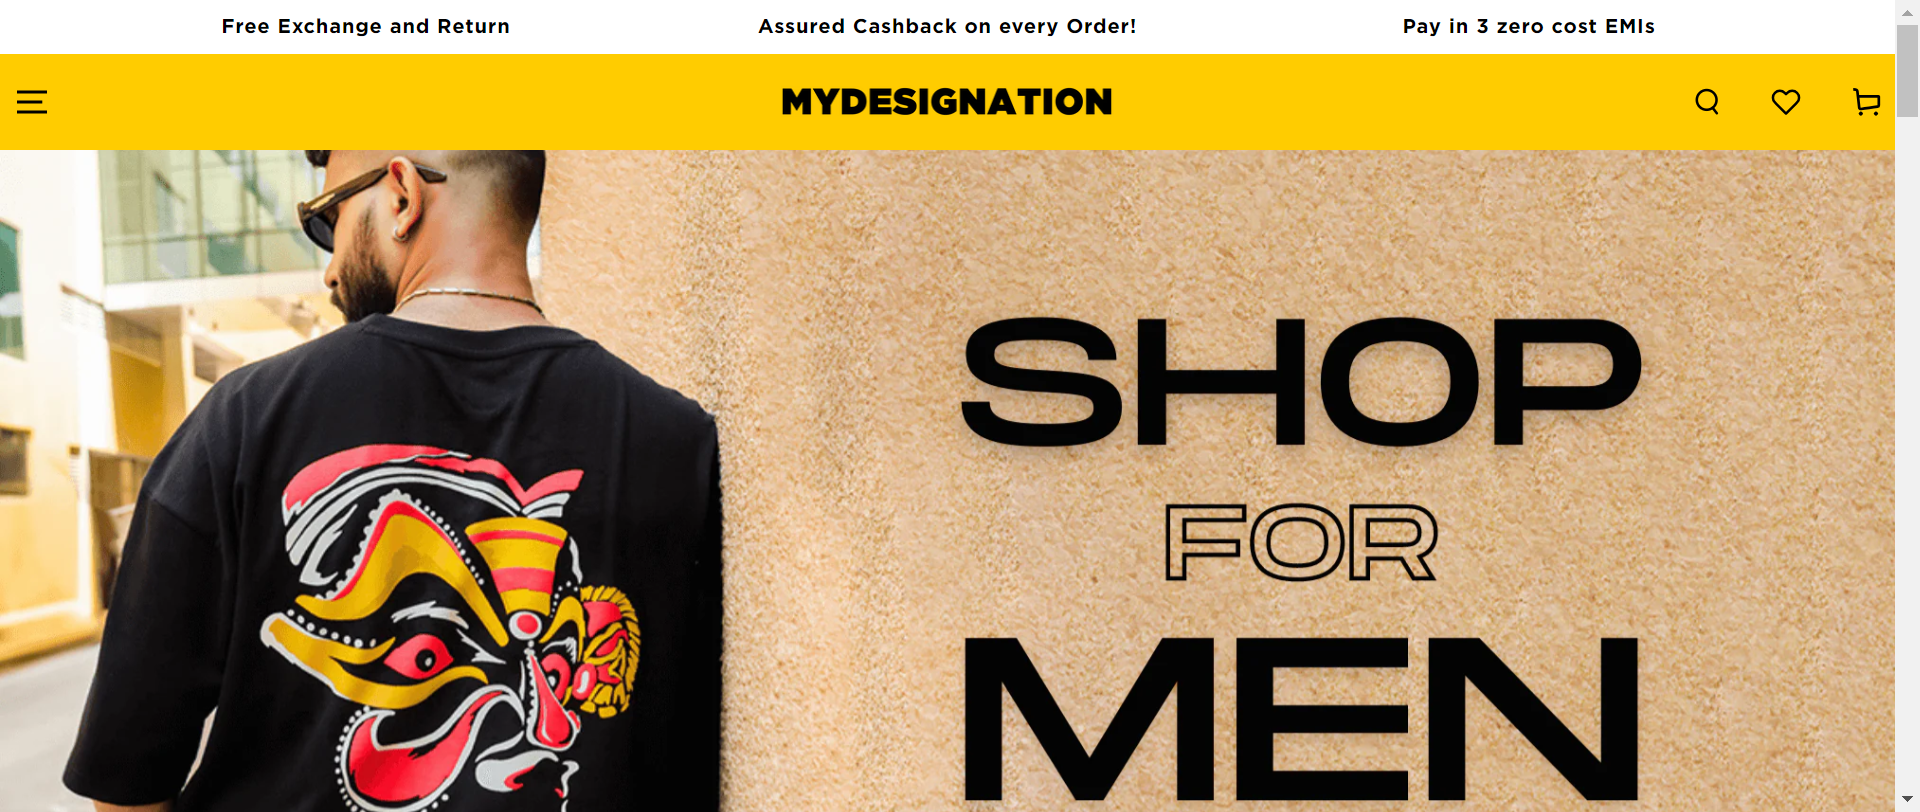 Free Exchange and Return
Assured Cashback on every Order!
Pay in 3 zero cost EMIs
MYDESIGNATION
SHOP
FOR
MEN